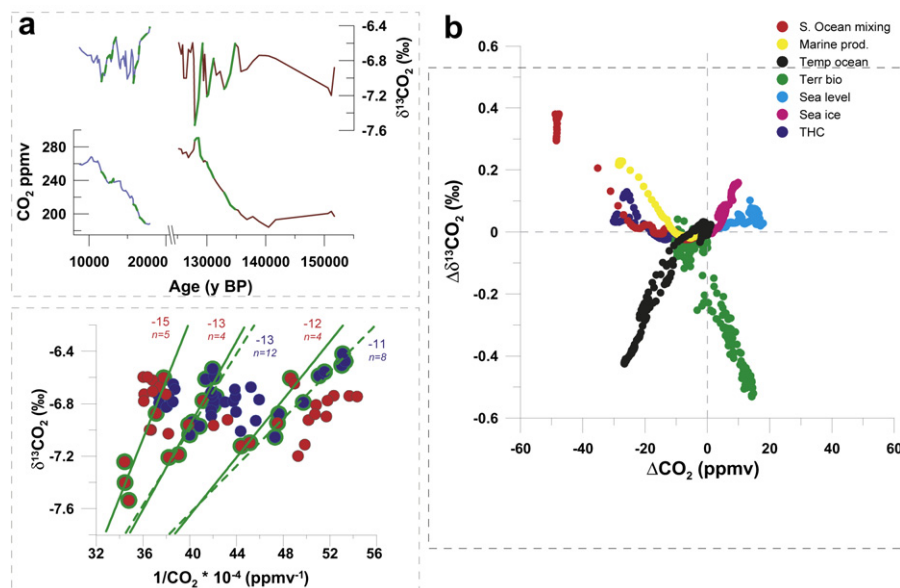 a
-6.4
-6.8
-7.2
-7.6
δ13CO2 (‰)
CO2 ppmv
280
240
200
10000 20000 130000 140000 150000
Age (y BP)
-15
n=5
-13
n=4
-13
n=12
-12
n=4
-11
n=8
δ13CO2 (‰)
-6.4
-6.8
-7.2
-7.6
32 36 40 44 48 52 56
1/CO2 * 10-4 (ppmv-1)
b
S. Ocean mixing
Marine prod.
Temp ocean
Terr bio
Sea level
Sea ice
THC
Δδ13CO2 (‰)
0.6
0.4
0.2
0
-0.2
-0.4
-0.6
-60 -40 -20 0 20 40 60
ΔCO2 (ppmv)